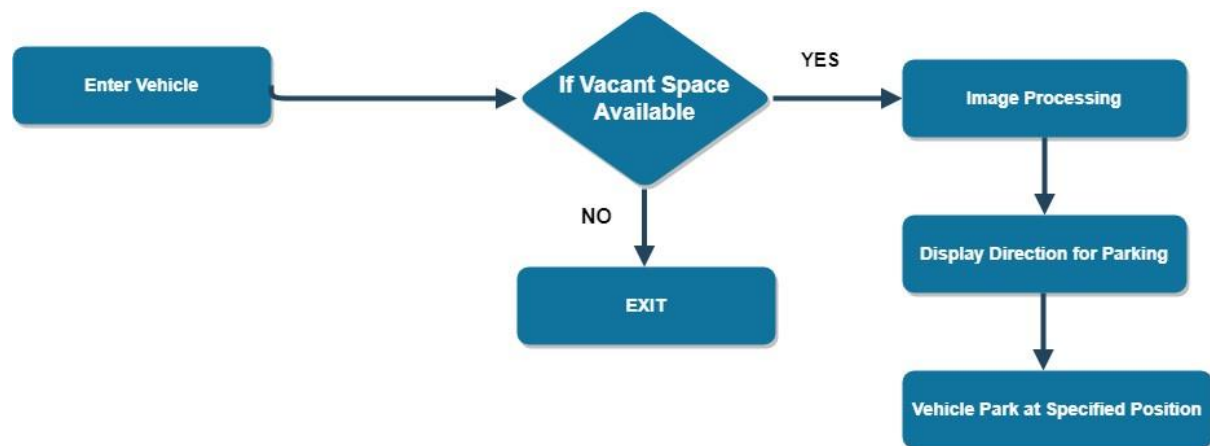 Enter Vehicle
If Vacant Space
Available
YES
Image Processing
NO
Display Direction for Parking
EXIT
Vehicle Park at Specified Position